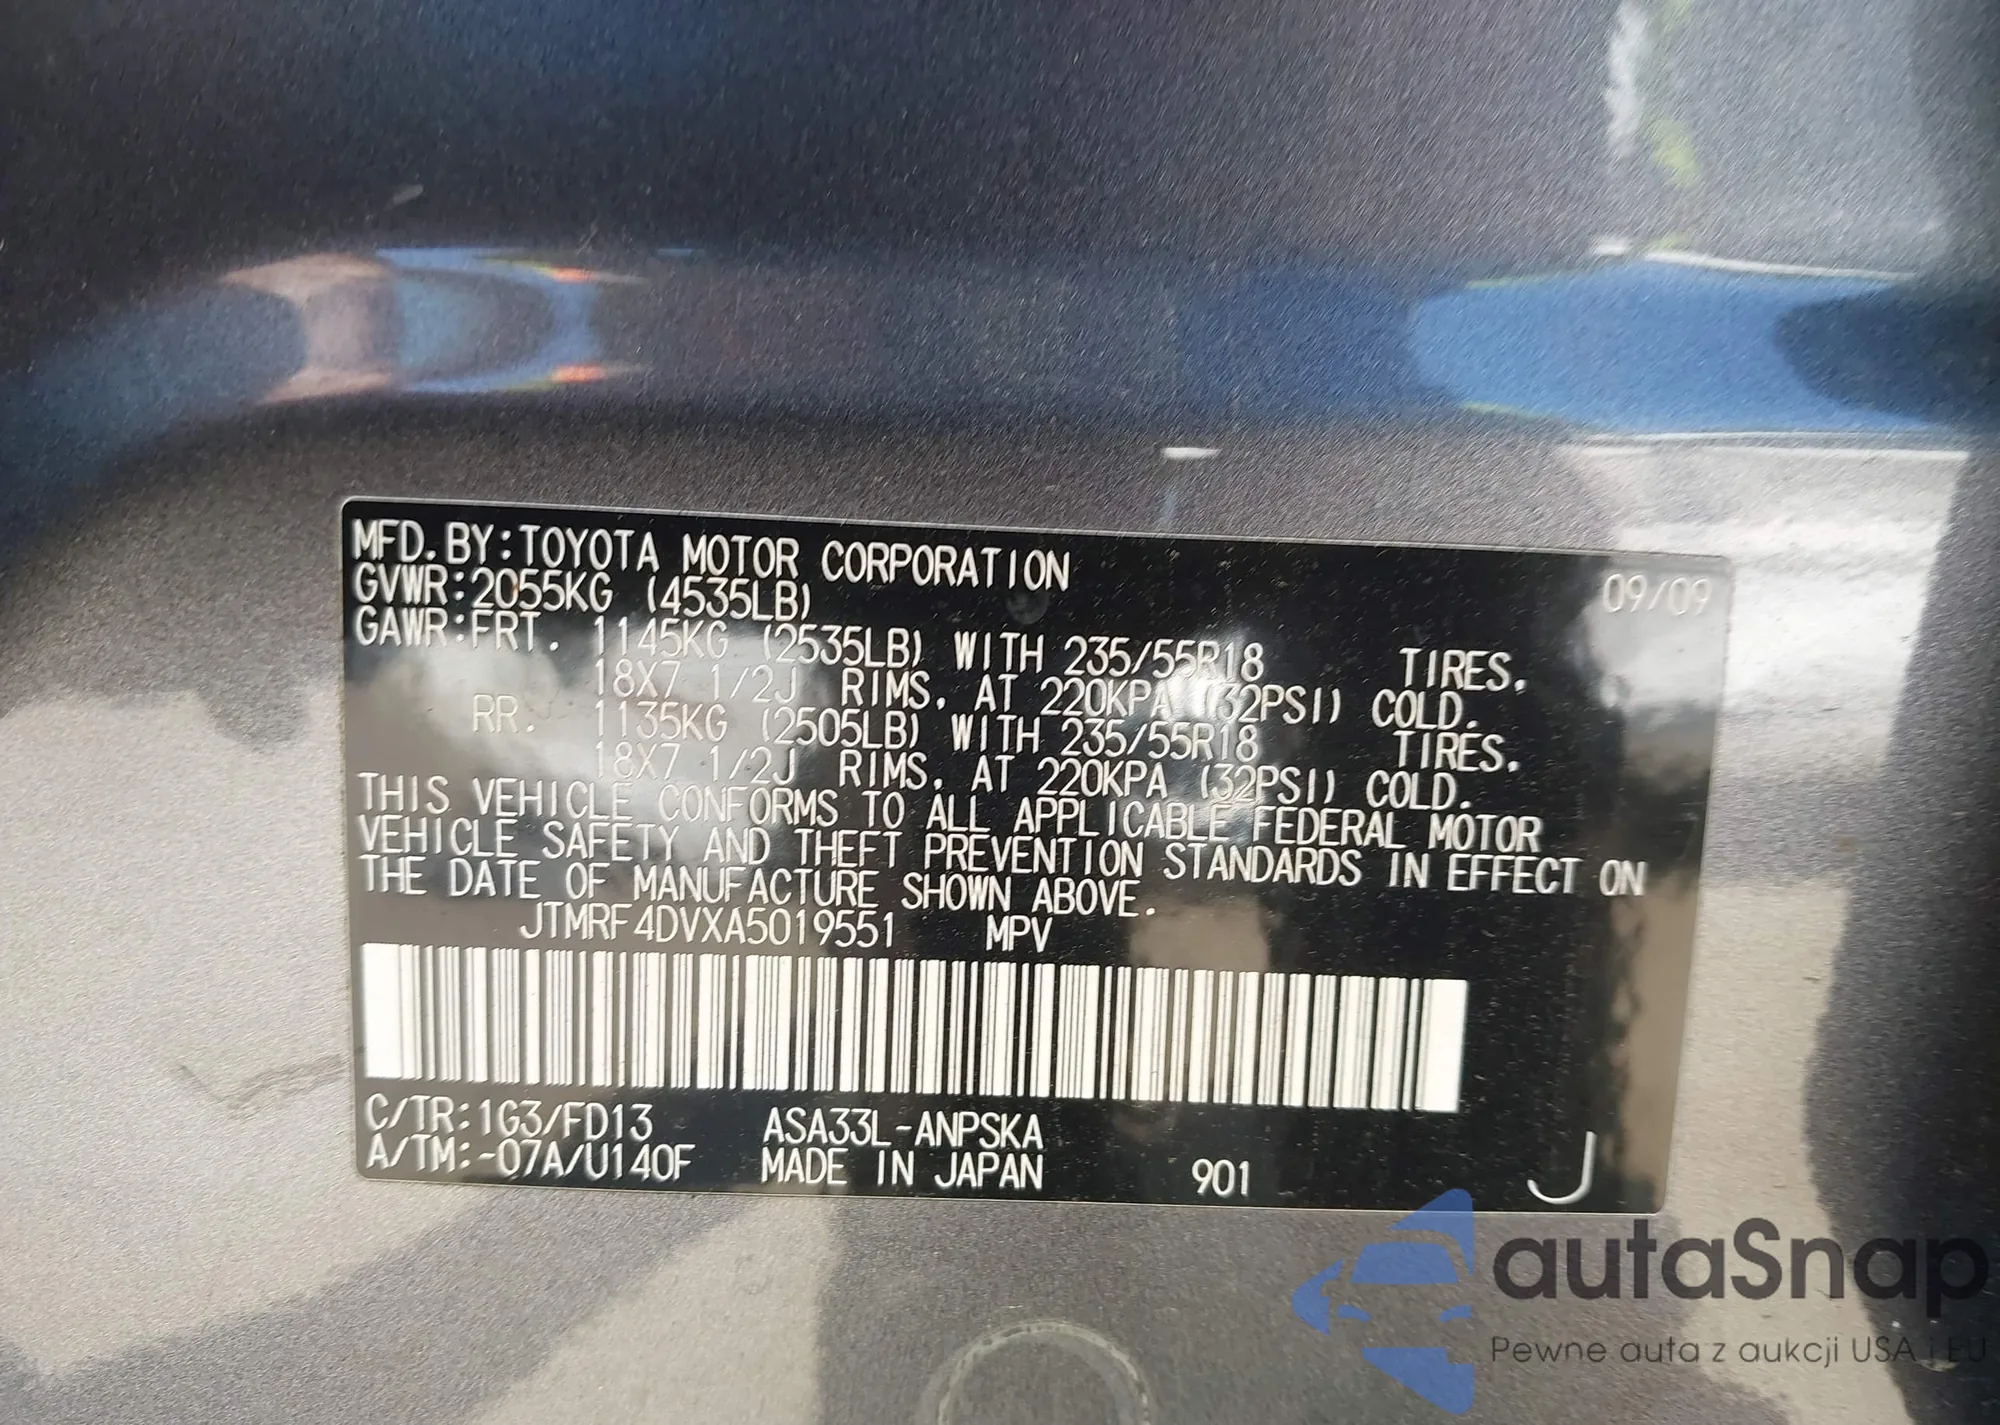 MFD.BY:TOYOTA MOTOR CORPORATION 09/09
GVWR:2055KG (4535LB)
GAWR:FRT. 1145KG (2535LB) WITH 235/55R18 TIRES,
18X7 1/2J RIMS, AT 220KPA (32PSI) COLD.
RR. 1135KG (2505LB) WITH 235/55R18 TIRES,
18X7 1/2J RIMS, AT 220KPA (32PSI) COLD.
THIS VEHICLE CONFORMS TO ALL APPLICABLE FEDERAL MOTOR
VEHICLE SAFETY AND THEFT PREVENTION STANDARDS IN EFFECT ON
THE DATE OF MANUFACTURE SHOWN ABOVE.
JTMRF4DVXA5019551 MPV
C/TR:1G3/FD13 ASA33L-ANPSKA
A/TM:-07A/U140F MADE IN JAPAN 901 J
autaSnap
Pewne auta z aukcji USA i EU